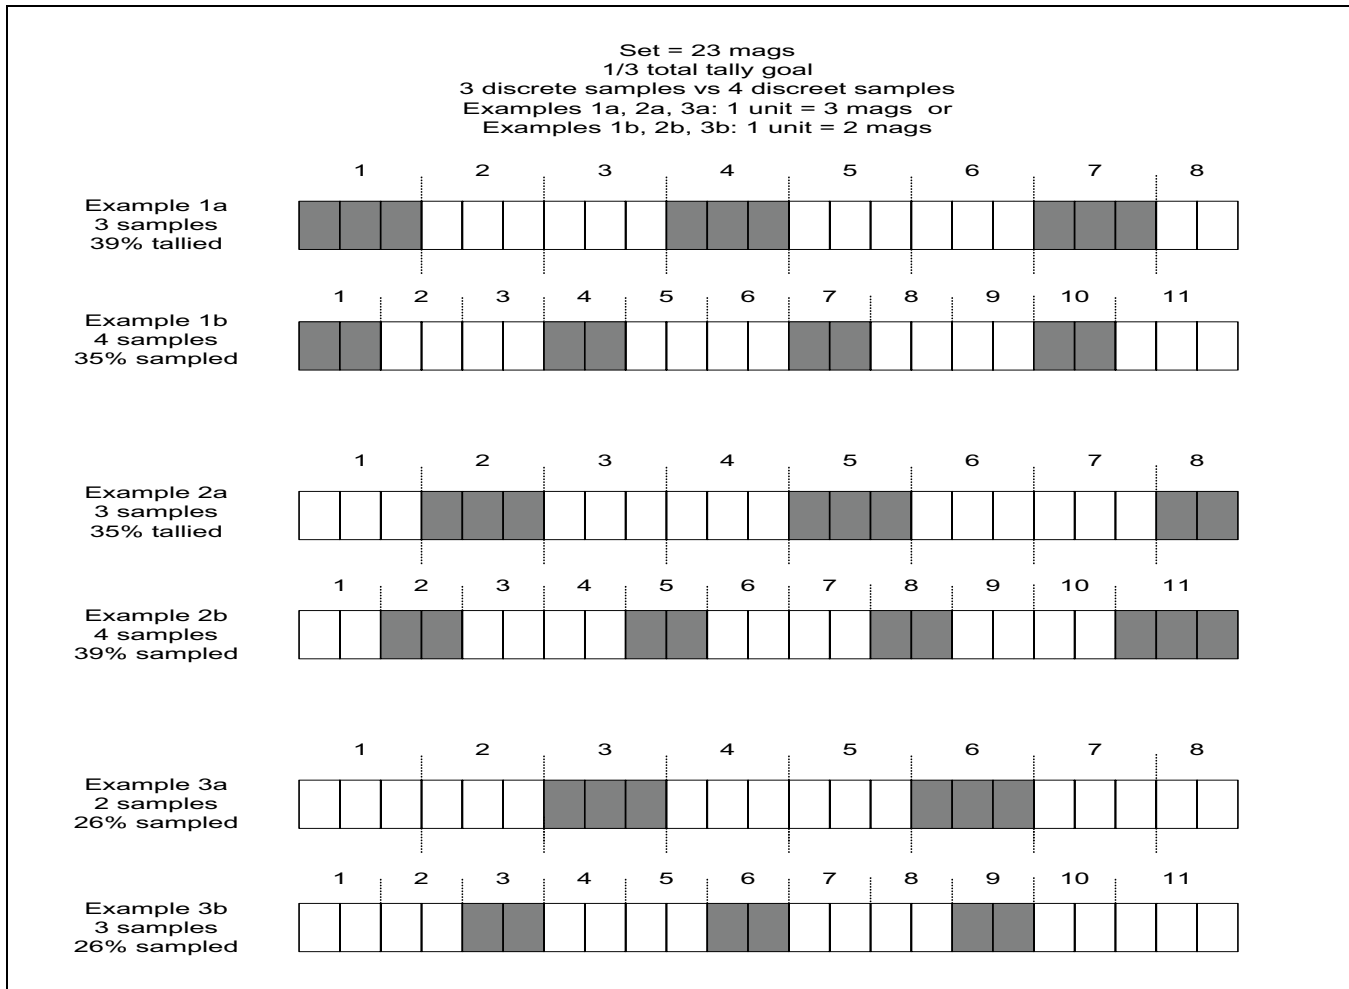 Set = 23 mags
1/3 total tally goal
3 discrete samples vs 4 discreet samples
Examples 1a, 2a, 3a: 1 unit = 3 mags or
Examples 1b, 2b, 3b: 1 unit = 2 mags
1 2 3 4 5 6 7 8
Example 1a
3 samples
39% tallied
1 2 3 4 5 6 7 8 9 10 11
Example 1b
4 samples
35% sampled
1 2 3 4 5 6 7 8
Example 2a
3 samples
35% tallied
1 2 3 4 5 6 7 8 9 10 11
Example 2b
4 samples
39% sampled
1 2 3 4 5 6 7 8
Example 3a
2 samples
26% sampled
1 2 3 4 5 6 7 8 9 10 11
Example 3b
3 samples
26% sampled